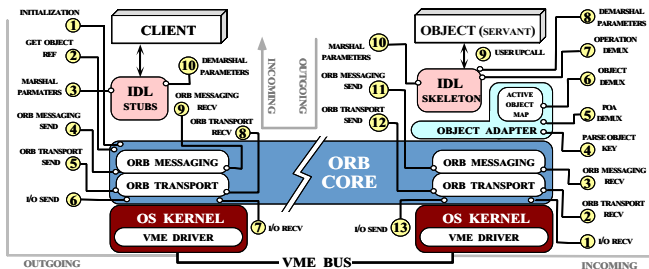 INITIALIZATION
1
GET OBJECT
REF
2
MARSHAL
PARMATERS
3
ORB MESSAGING
SEND
4
ORB TRANSPORT
SEND
5
I/O SEND
6
CLIENT
10
DEMARSHAL
PARAMETERS
IDL
STUBS
9
ORB MESSAGING
RECV
ORB TRANSPORT
RECV
8
ORB MESSAGING
ORB TRANSPORT
OS KERNEL
VME DRIVER
7
I/O RECV
INCOMING
OUTGOING
ORB
CORE
OBJECT (SERVANT)
8
DEMARSHAL
PARAMETERS
9
USER UPCALL
7
OPERATION
DEMUX
10
MARSHAL
PARAMETERS
IDL
SKELETON
6
OBJECT
DEMUX
ORB MESSAGING
SEND
11
ACTIVE
OBJECT
MAP
5
POA
DEMUX
ORB TRANSPORT
SEND
12
OBJECT ADAPTER
4
PARSE OBJECT
KEY
ORB MESSAGING
3
ORB MESSAGING
RECV
ORB TRANSPORT
2
ORB TRANSPORT
RECV
I/O SEND
13
OS KERNEL
VME DRIVER
1
I/O RECV
OUTGOING
VME BUS
INCOMING